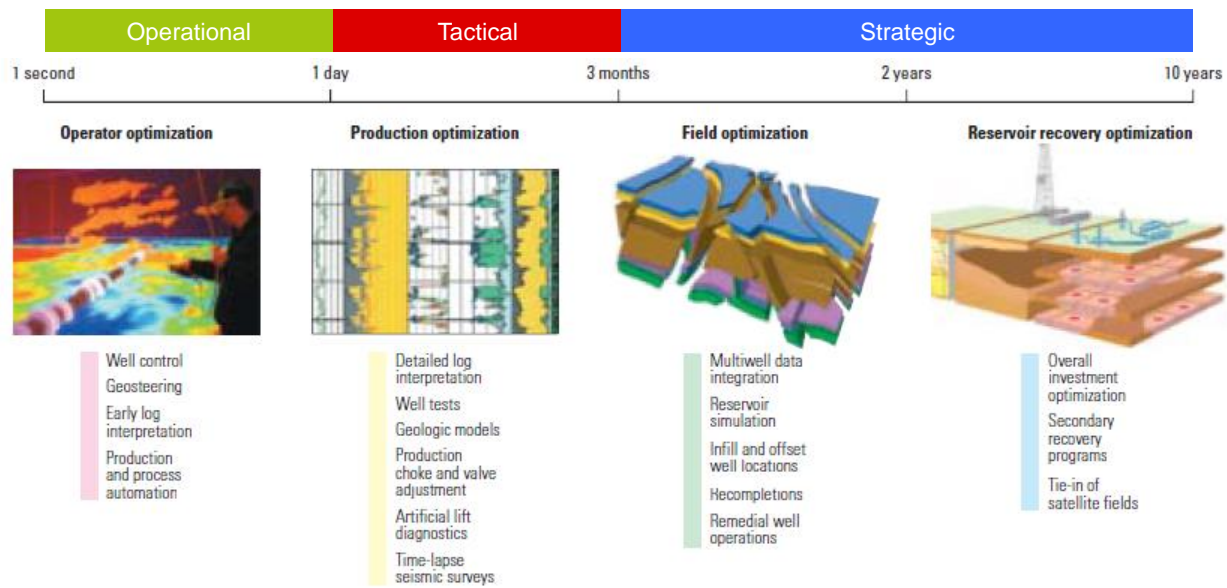 Operational
Tactical
Strategic
1 second
1 day
3 months
2 years
10 years
Operator optimization
Production optimization
Field optimization
Reservoir recovery optimization
Well control
Geosteering
Early log
interpretation
Production
and process
automation
Detailed log
interpretation
Well tests
Geologic models
Production
choke and valve
adjustment
Artificial lift
diagnostics
Time-lapse
seismic surveys
Multiwell data
integration
Reservoir
simulation
Infill and offset
well locations
Recompletions
Remedial well
operations
Overall
investment
optimization
Secondary
recovery
programs
Tie-in of
satellite fields